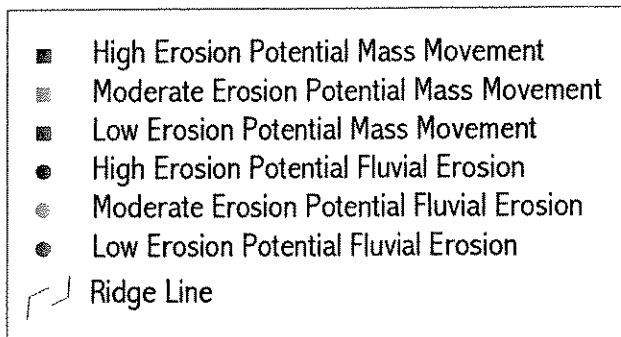 High Erosion Potential Mass Movement
Moderate Erosion Potential Mass Movement
Low Erosion Potential Mass Movement
High Erosion Potential Fluvial Erosion
Moderate Erosion Potential Fluvial Erosion
Low Erosion Potential Fluvial Erosion
Ridge Line